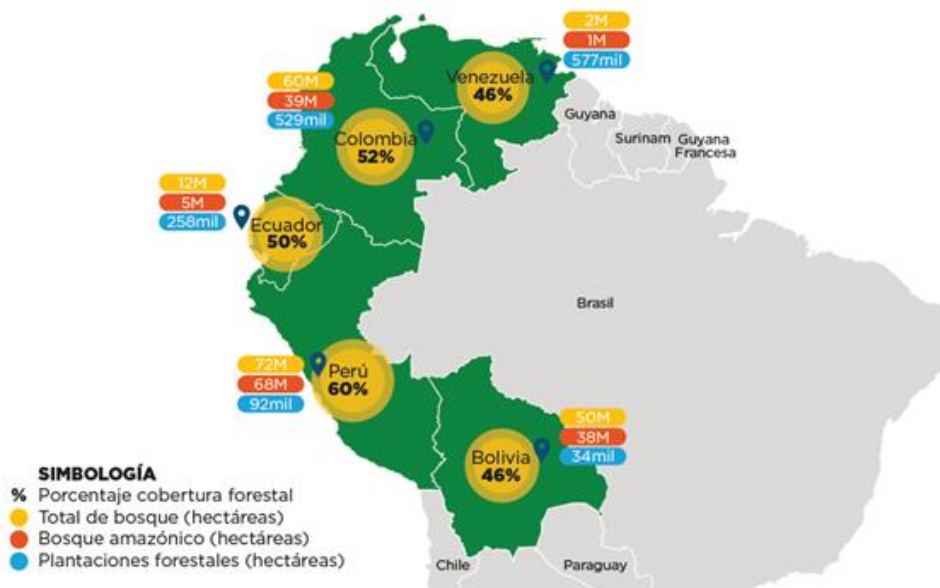 2M
1M
577mil
Venezuela
46%
60M
39M
529mil
Colombia
52%
Guyana
Surinam
Guyana
Francesa
12M
5M
258mil
Ecuador
50%
Brasil
72M
68M
92mil
Perú
60%
50M
38M
34mil
Bolivia
46%
SIMBOLOGÍA
% Porcentaje cobertura forestal
Total de bosque (hectáreas)
Bosque amazónico (hectáreas)
Plantaciones forestales (hectáreas)
Chile
Paraguay